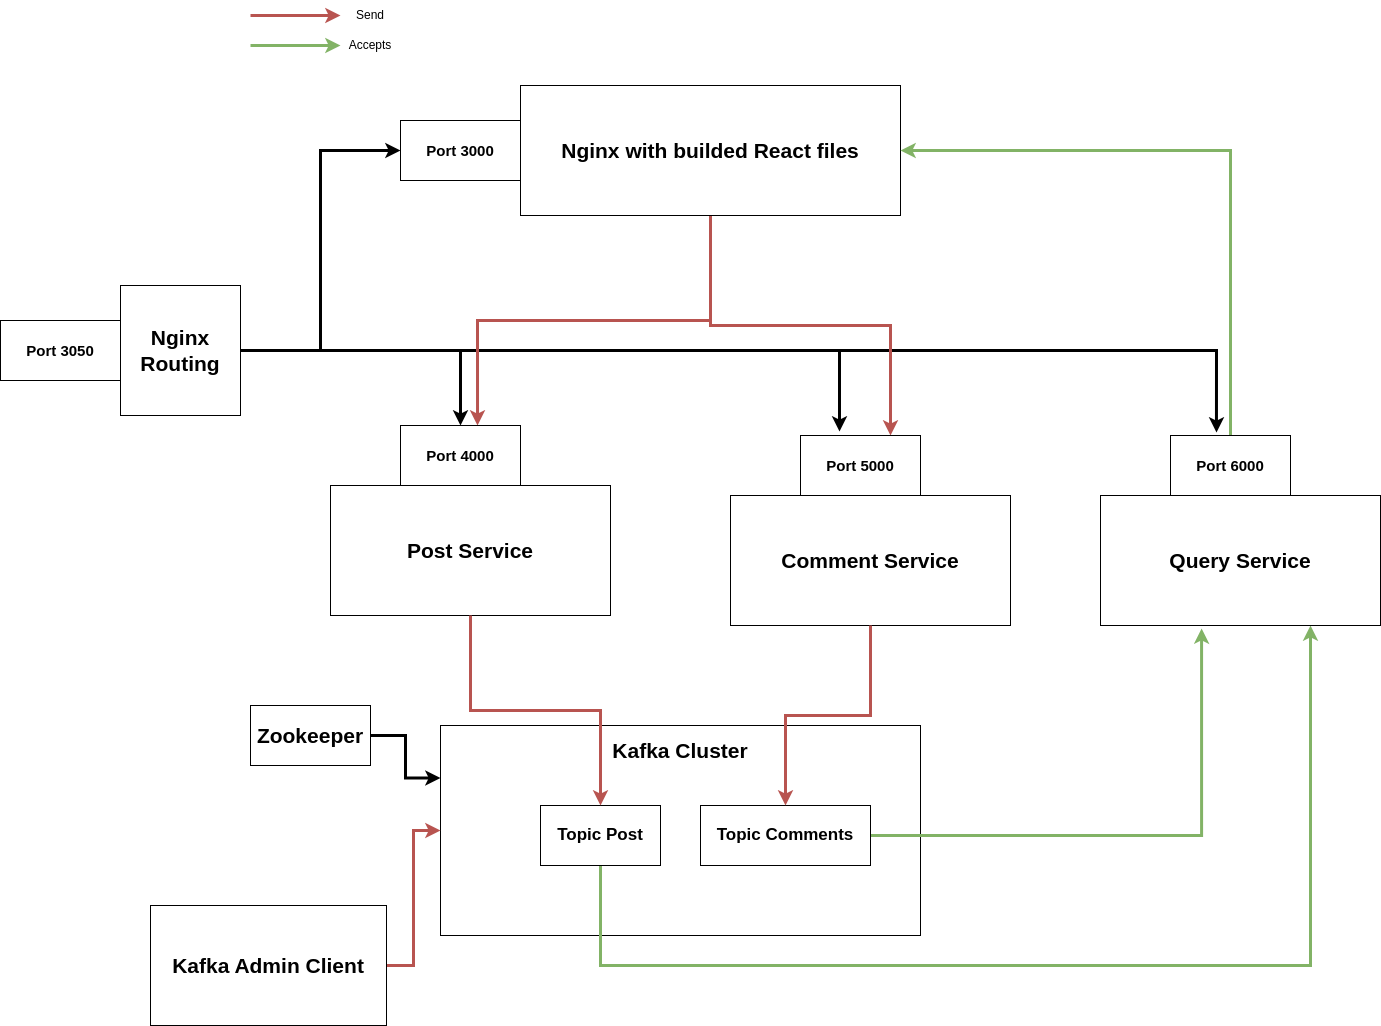 Send
Accepts
Port 3000
Nginx with builded React files
Port 3050
Nginx
Routing
Port 4000
Post Service
Port 5000
Comment Service
Port 6000
Query Service
Zookeeper
Kafka Cluster
Topic Post
Topic Comments
Kafka Admin Client